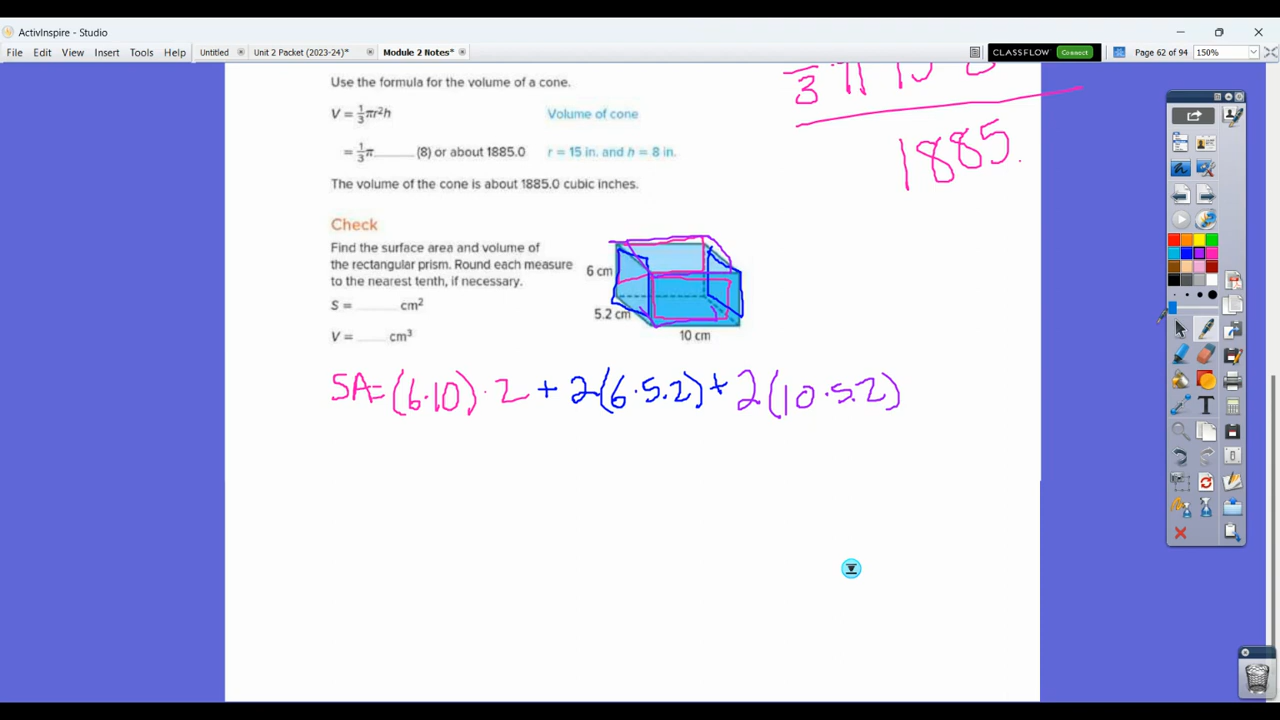 ActivInspire - Studio
File Edit View Insert Tools Help Untitled Unit 2 Packet (2023-24)* Module 2 Notes* CLASSFLOW Connect Page 62 of 94 150%
Use the formula for the volume of a cone.
V = 1/3πr²h Volume of cone
= 1/3π____ (8) or about 1885.0 r = 15 in. and h = 8 in.
The volume of the cone is about 1885.0 cubic inches.
1885.
Check
Find the surface area and volume of
the rectangular prism. Round each measure
to the nearest tenth, if necessary.
S = ____ cm²
V = ____ cm³
6 cm
5.2 cm
10 cm
SA=(6·10)·2 + 2(6·5.2)+2(10·5.2)